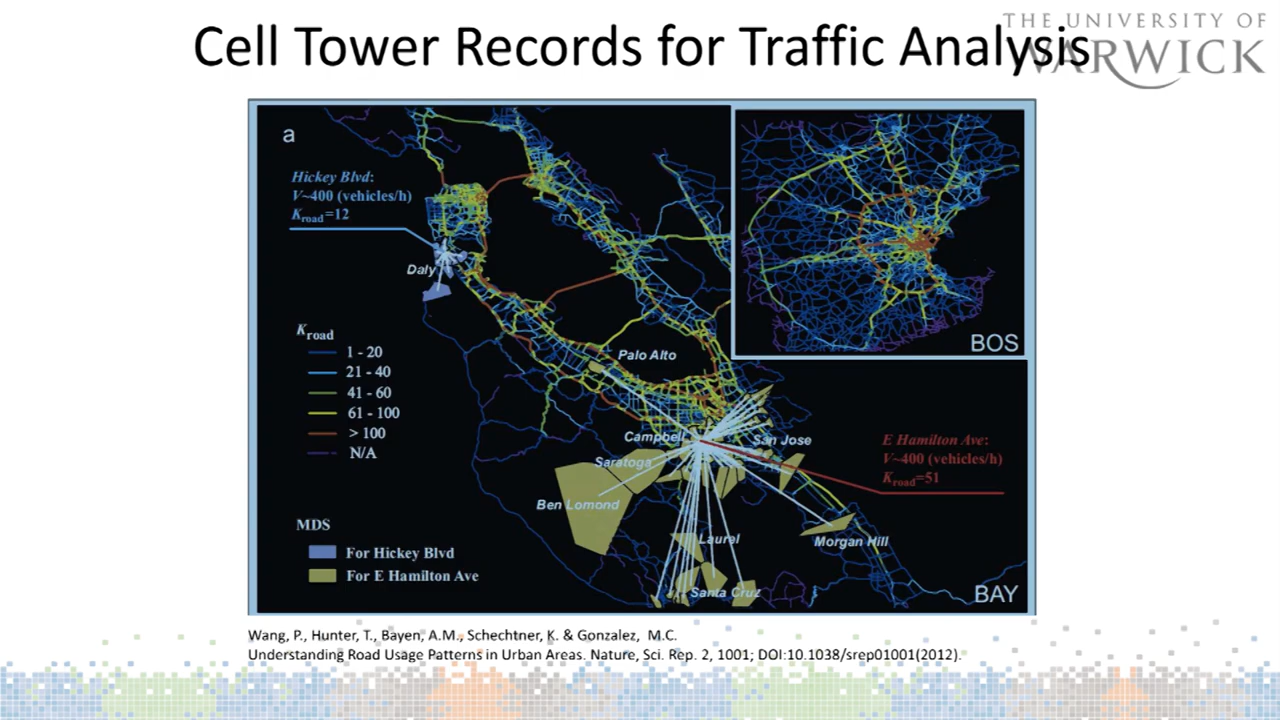 THE UNIVERSITY OF
WARWICK
Cell Tower Records for Traffic Analysis
a
Hickey Blvd:
V~400 (vehicles/h)
Kroad=12
Daly
Kroad
1 - 20
21 - 40
41 - 60
61 - 100
> 100
N/A
MDS
For Hickey Blvd
For E Hamilton Ave
Palo Alto
Campbell
San Jose
Saratoga
Ben Lomond
Laurel
Morgan Hill
Santa Cruz
E Hamilton Ave:
V~400 (vehicles/h)
Kroad=51
BOS
BAY
Wang, P., Hunter, T., Bayen, A.M., Schechtner, K. & Gonzalez, M.C.
Understanding Road Usage Patterns in Urban Areas. Nature, Sci. Rep. 2, 1001; DOI:10.1038/srep01001(2012).